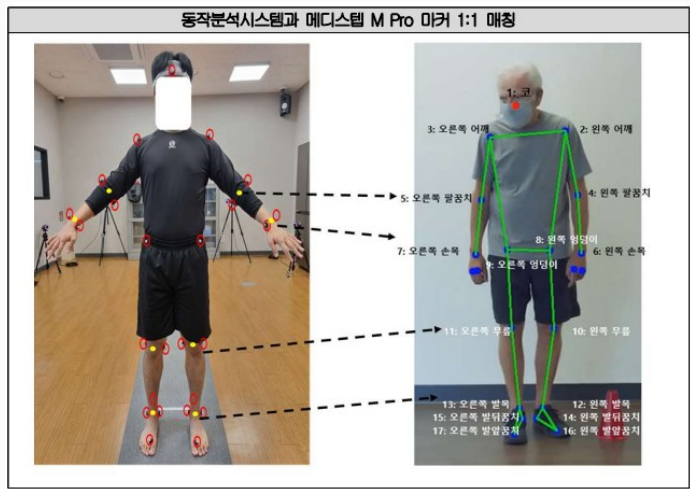 동작분석시스템과 메디스텝 M Pro 마커 1:1 매칭
1: 코
3: 오른쪽 어깨
2: 왼쪽 어깨
5: 오른쪽 팔꿈치
4: 왼쪽 팔꿈치
8: 왼쪽 엉덩이
7: 오른쪽 손목
6: 왼쪽 손목
9: 오른쪽 엉덩이
11: 오른쪽 무릎
10: 왼쪽 무릎
13: 오른쪽 발목
12: 왼쪽 발목
15: 오른쪽 발뒤꿈치
14: 왼쪽 발뒤꿈치
17: 오른쪽 발앞꿈치
16: 왼쪽 발앞꿈치